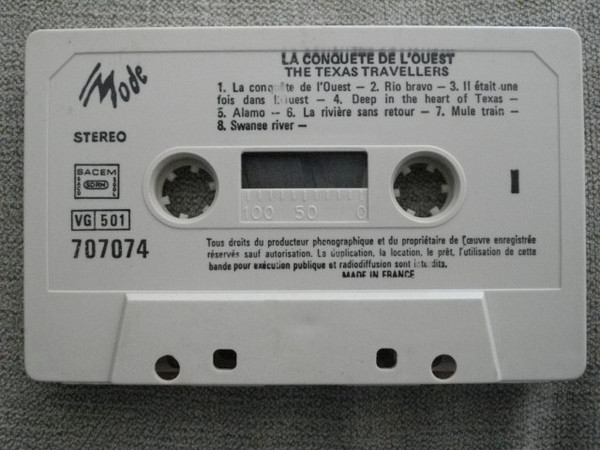 Mode
LA CONQUÊTE DE L'OUEST
THE TEXAS TRAVELLERS
1. La conquête de l'Ouest – 2. Rio bravo – 3. Il était une
fois dans l'ouest – 4. Deep in the heart of Texas –
5. Alamo – 6. La rivière sans retour – 7. Mule train –
8. Swanee river –
STEREO
SACEM
SACD SDRM SGDL
I
100 50 0
VG 501
707074
Tous droits du producteur phonographique et du propriétaire de l'œuvre enregistrée
réservés sauf autorisation. La duplication, la location, le prêt, l'utilisation de cette
bande pour exécution publique et radiodiffusion sont interdits.
MADE IN FRANCE